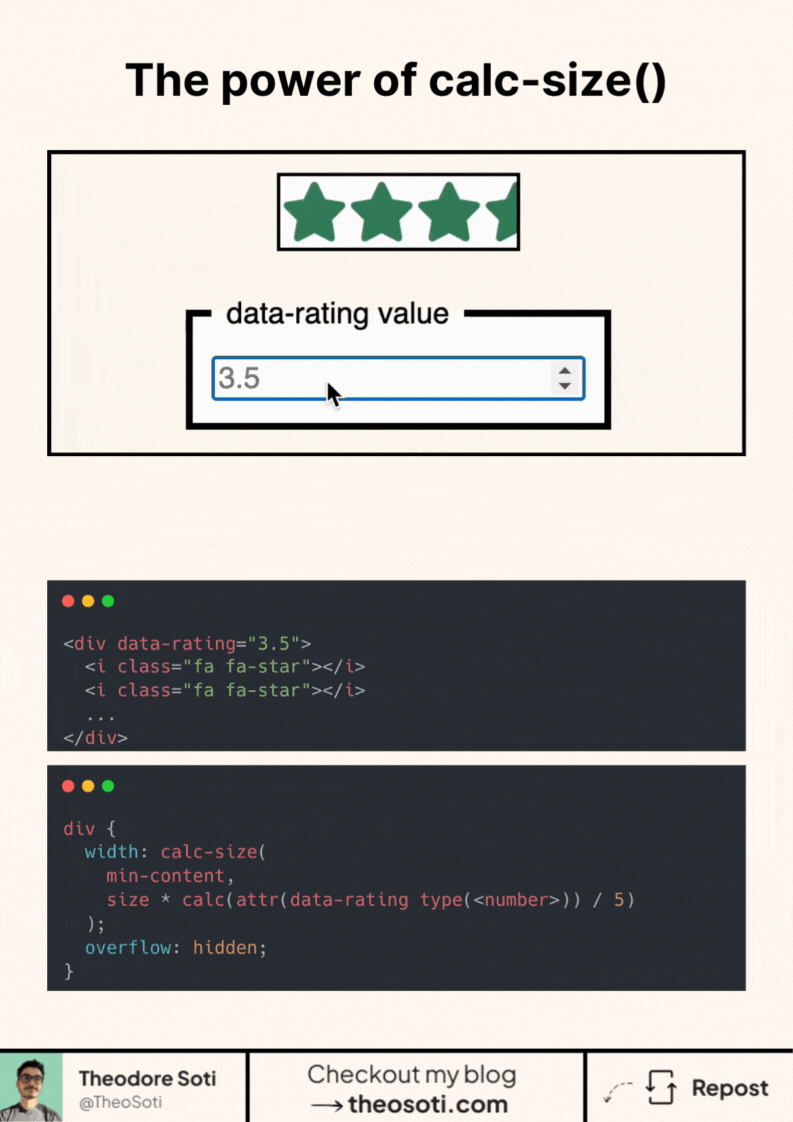 The power of calc-size()
data-rating value
3.5
<div data-rating="3.5">
  <i class="fa fa-star"></i>
  <i class="fa fa-star"></i>
  ...
</div>
div {
  width: calc-size(
    min-content,
    size * calc(attr(data-rating type(<number>)) / 5)
  );
  overflow: hidden;
}
Theodore Soti
@TheoSoti
Checkout my blog
→theosoti.com
Repost